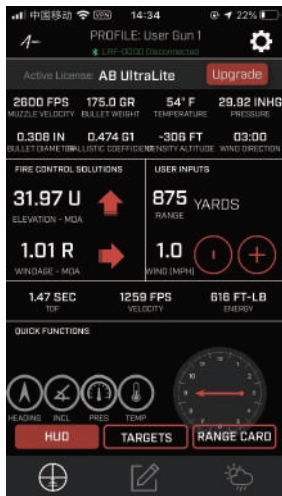 中国移动 VPN 14:34 22%
A- PROFILE: User Gun 1
LRF-0000 Disconnected
Active License: AB UltraLite Upgrade
2600 FPS 175.0 GR 54° F 29.92 INHG
MUZZLE VELOCITY BULLET WEIGHT TEMPERATURE PRESSURE
0.308 IN 0.474 G1 -306 FT 03:00
BULLET DIAMETER BALLISTIC COEFFICIENT DENSITY ALTITUDE WIND DIRECTION
FIRE CONTROL SOLUTIONS USER INPUTS
31.97 U 875 YARDS
ELEVATION - MOA RANGE
1.01 R 1.0
WINDAGE - MOA WIND (MPH)
1.47 SEC 1259 FPS 616 FT-LB
TOF VELOCITY ENERGY
QUICK FUNCTIONS
HEADING INCL PRES TEMP
HUD TARGETS RANGE CARD